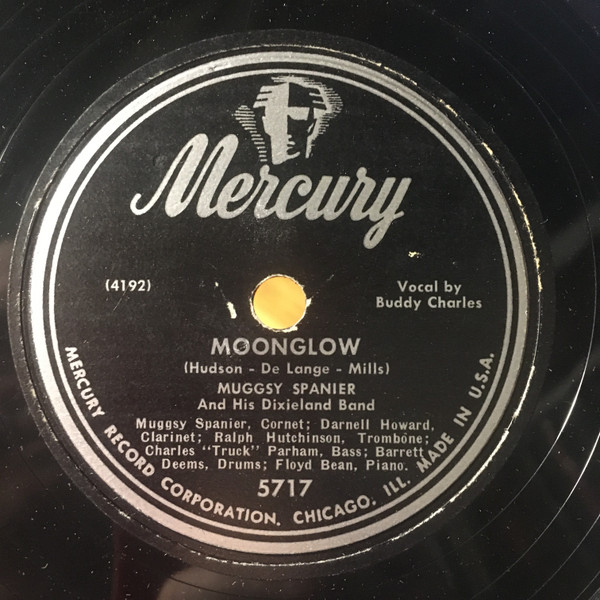 Mercury
(4192)
Vocal by
Buddy Charles
MOONGLOW
(Hudson - De Lange - Mills)
MUGGSY SPANIER
And His Dixieland Band
Muggsy Spanier, Cornet; Darnell Howard,
Clarinet; Ralph Hutchinson, Trombone;
Charles "Truck" Parham, Bass; Barrett
Deems, Drums; Floyd Bean, Piano.
5717
MERCURY RECORD CORPORATION. CHICAGO. ILL. MADE IN U.S.A.